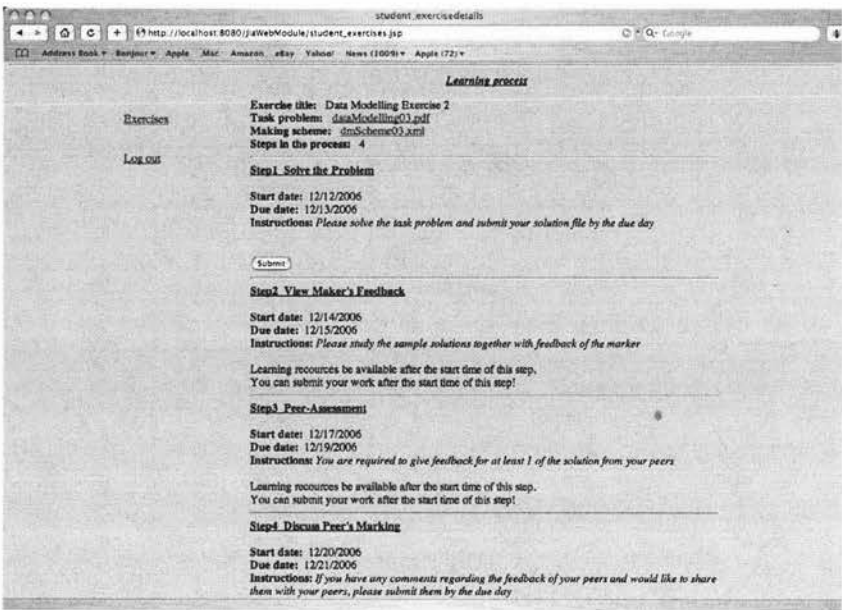 student_exercisedetails
http://localhost:8080/JiaWebModule/student_exercises.jsp
Google
Address Book Bonjour Apple .Mac Amazon eBay Yahoo! News (1009) Apple (72)
Learning process
Exercises
Log out
Exercise title: Data Modelling Exercise 2
Task problem: dataModelling03.pdf
Making scheme: dmScheme03.xml
Steps in the process: 4
Step1 Solve the Problem
Start date: 12/12/2006
Due date: 12/13/2006
Instructions: Please solve the task problem and submit your solution file by the due day
Submit
Step2 View Maker's Feedback
Start date: 12/14/2006
Due date: 12/15/2006
Instructions: Please study the sample solutions together with feedback of the marker
Learning recources be available after the start time of this step.
You can submit your work after the start time of this step!
Step3 Peer-Assessment
Start date: 12/17/2006
Due date: 12/19/2006
Instructions: You are required to give feedback for at least 1 of the solution from your peers
Learning recources be available after the start time of this step.
You can submit your work after the start time of this step!
Step4 Discuss Peer's Marking
Start date: 12/20/2006
Due date: 12/21/2006
Instructions: If you have any comments regarding the feedback of your peers and would like to share
them with your peers, please submit them by the due day